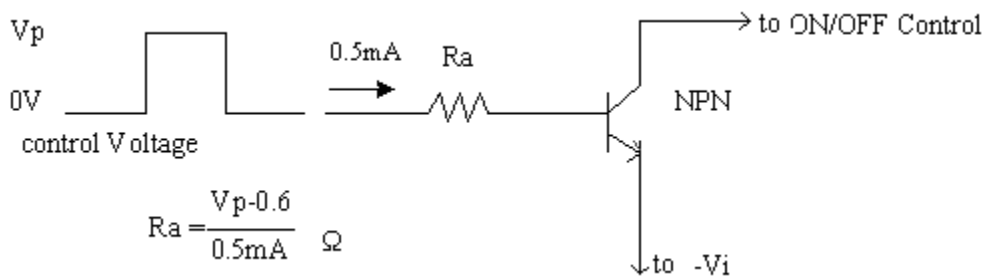 Vp
0V
control Voltage
0.5mA
Ra
NPN
to ON/OFF Control
to -Vi
Ra = Vp-0.6 / 0.5mA Ω